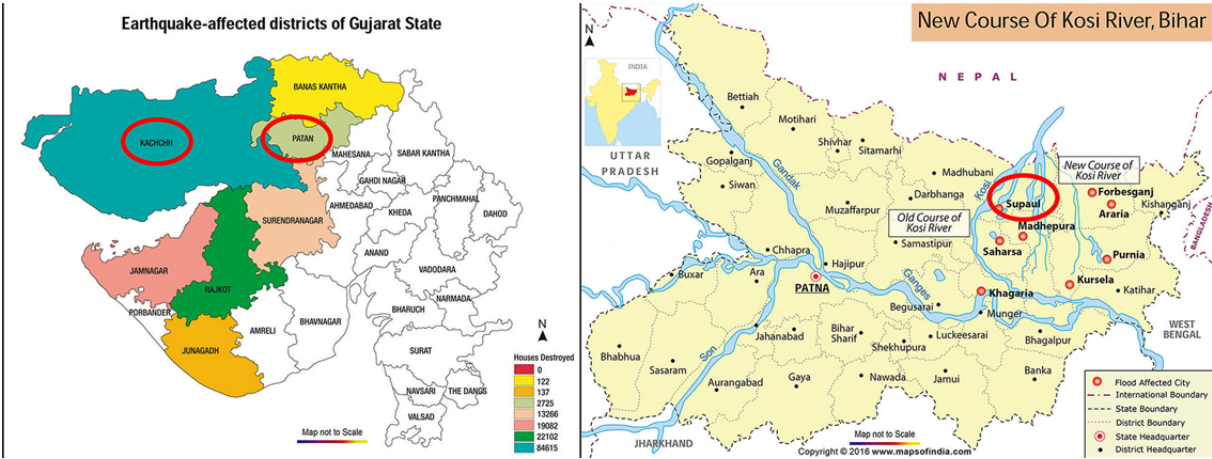 Earthquake-affected districts of Gujarat State
BANAS KANTHA
KACHCHH
PATAN
MAHESANA
SABAR KANTHA
GAHDI NAGAR
AHMEDABAD
PANCHMAHAL
KHEDA
DAHOD
SURENDRANAGAR
ANAND
JAMNAGAR
VADODARA
RAJKOT
PORBANDER
NARMADA
BHARUCH
AMRELI
BHAVNAGAR
JUNAGADH
SURAT
NAVSARI
THE DANGS
VALSAD
N
Houses Destroyed
0
122
137
2725
13266
19082
22102
84615
Map not to Scale
New Course Of Kosi River, Bihar
N
INDIA
NEPAL
UTTAR
PRADESH
Bettiah
Motihari
Shivhar
Sitamarhi
Gopalganj
Gandak
Siwan
Madhubani
Kosi
New Course of
Kosi River
Forbesganj
Darbhanga
Supaul
Araria
Kishanganj
Muzaffarpur
Old Course of
Kosi River
Madhepura
BANGLADESH
Samastipur
Saharsa
Chhapra
Hajipur
Purnia
Buxar
Ara
PATNA
Ganges
Kursela
Katihar
Khagaria
Begusarai
Munger
WEST
BENGAL
Son
Jahanabad
Bihar
Sharif
Luckeesarai
Sheikhpura
Bhagalpur
Bhabhua
Sasaram
Aurangabad
Gaya
Nawada
Jamui
Banka
JHARKHAND
Flood Affected City
International Boundary
State Boundary
District Boundary
State Headquarter
District Headquarter
Map not to Scale
Copyright © 2016 www.mapsofindia.com